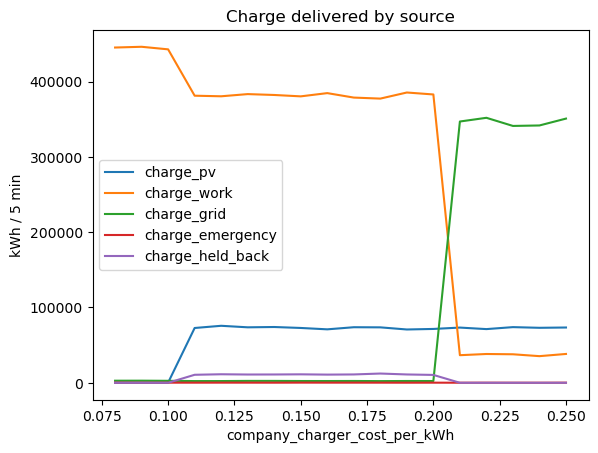 Charge delivered by source
kWh / 5 min
400000
300000
200000
100000
0
charge_pv
charge_work
charge_grid
charge_emergency
charge_held_back
0.075 0.100 0.125 0.150 0.175 0.200 0.225 0.250
company_charger_cost_per_kWh